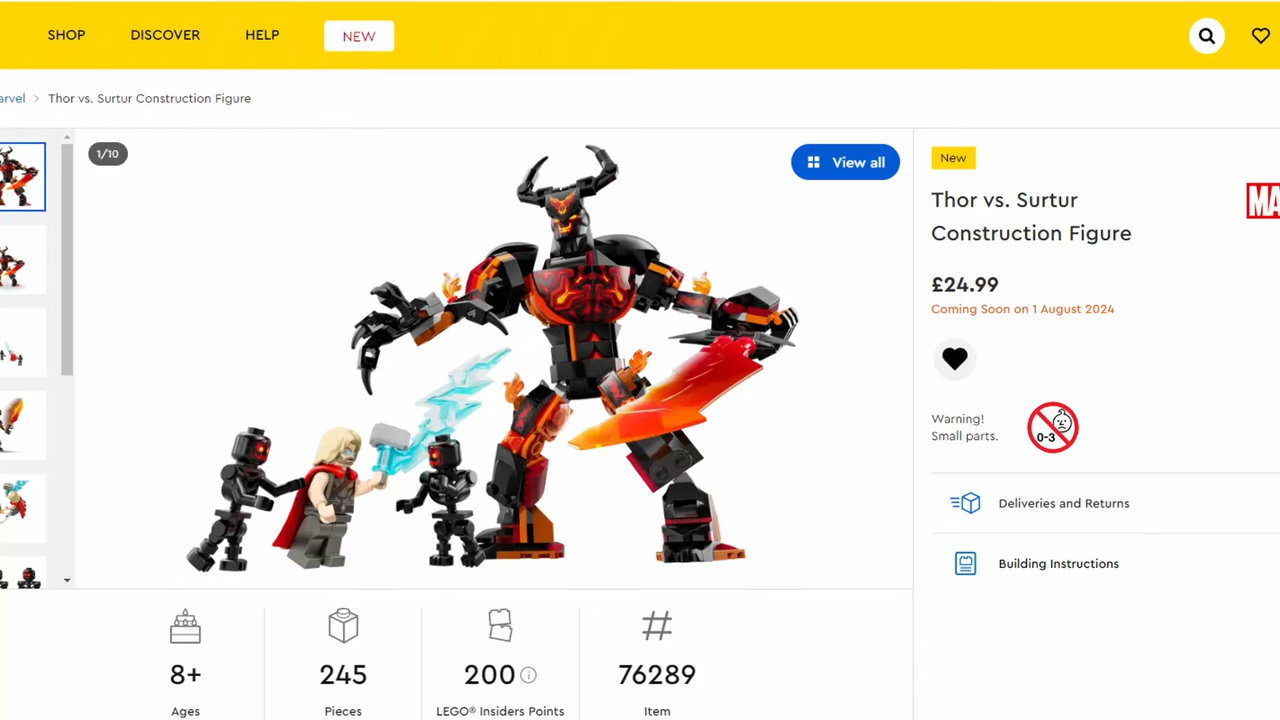 SHOP DISCOVER HELP NEW
arvel > Thor vs. Surtur Construction Figure
1/10
View all
New
Thor vs. Surtur
Construction Figure
MA
£24.99
Coming Soon on 1 August 2024
Warning!
Small parts.
0-3
Deliveries and Returns
Building Instructions
8+
Ages
245
Pieces
200
LEGO® Insiders Points
76289
Item